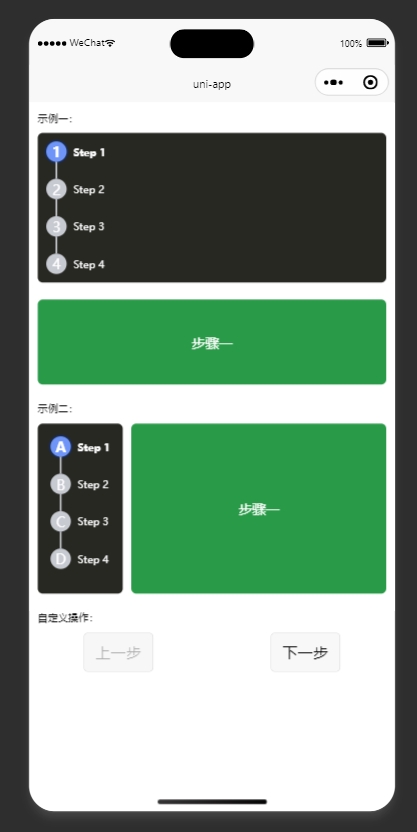 WeChat
100%
uni-app
示例一：
1 Step 1
2 Step 2
3 Step 3
4 Step 4
步骤一
示例二：
A Step 1
B Step 2
C Step 3
D Step 4
步骤一
自定义操作：
上一步 下一步